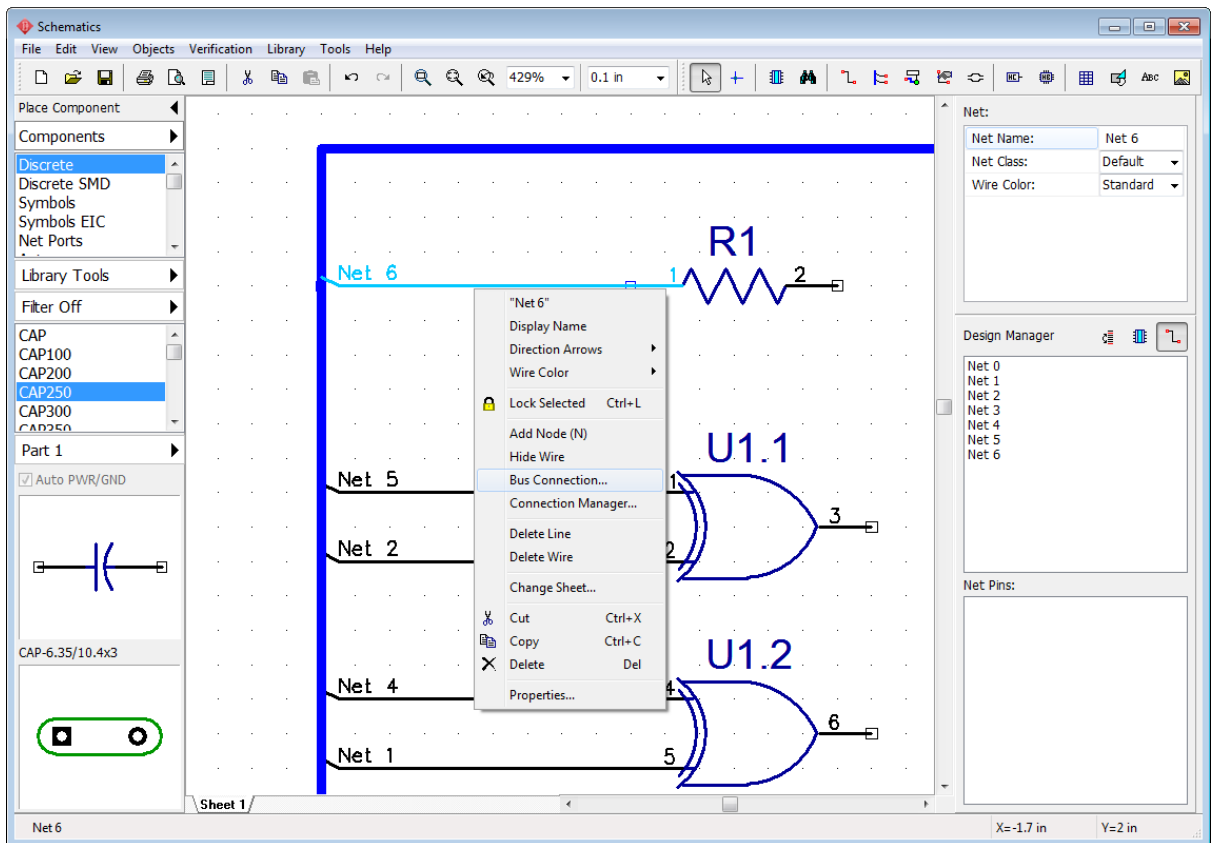 Schematics
File Edit View Objects Verification Library Tools Help
429% 0.1 in ABC
Place Component
Components
Discrete
Discrete SMD
Symbols
Symbols EIC
Net Ports
Library Tools
Filter Off
CAP
CAP100
CAP200
CAP250
CAP300
CAP350
Part 1
Auto PWR/GND
CAP-6.35/10.4x3
R1
Net 6
1
2
"Net 6"
Display Name
Direction Arrows
Wire Color
Lock Selected Ctrl+L
Add Node (N)
Hide Wire
Bus Connection...
Connection Manager...
Delete Line
Delete Wire
Change Sheet...
Cut Ctrl+X
Copy Ctrl+C
Delete Del
Properties...
U1.1
Net 5
1
3
Net 2
2
U1.2
Net 4
4
6
Net 1
5
Sheet 1
Net:
Net Name: Net 6
Net Class: Default
Wire Color: Standard
Design Manager
Net 0
Net 1
Net 2
Net 3
Net 4
Net 5
Net 6
Net Pins:
Net 6
X=-1.7 in
Y=2 in